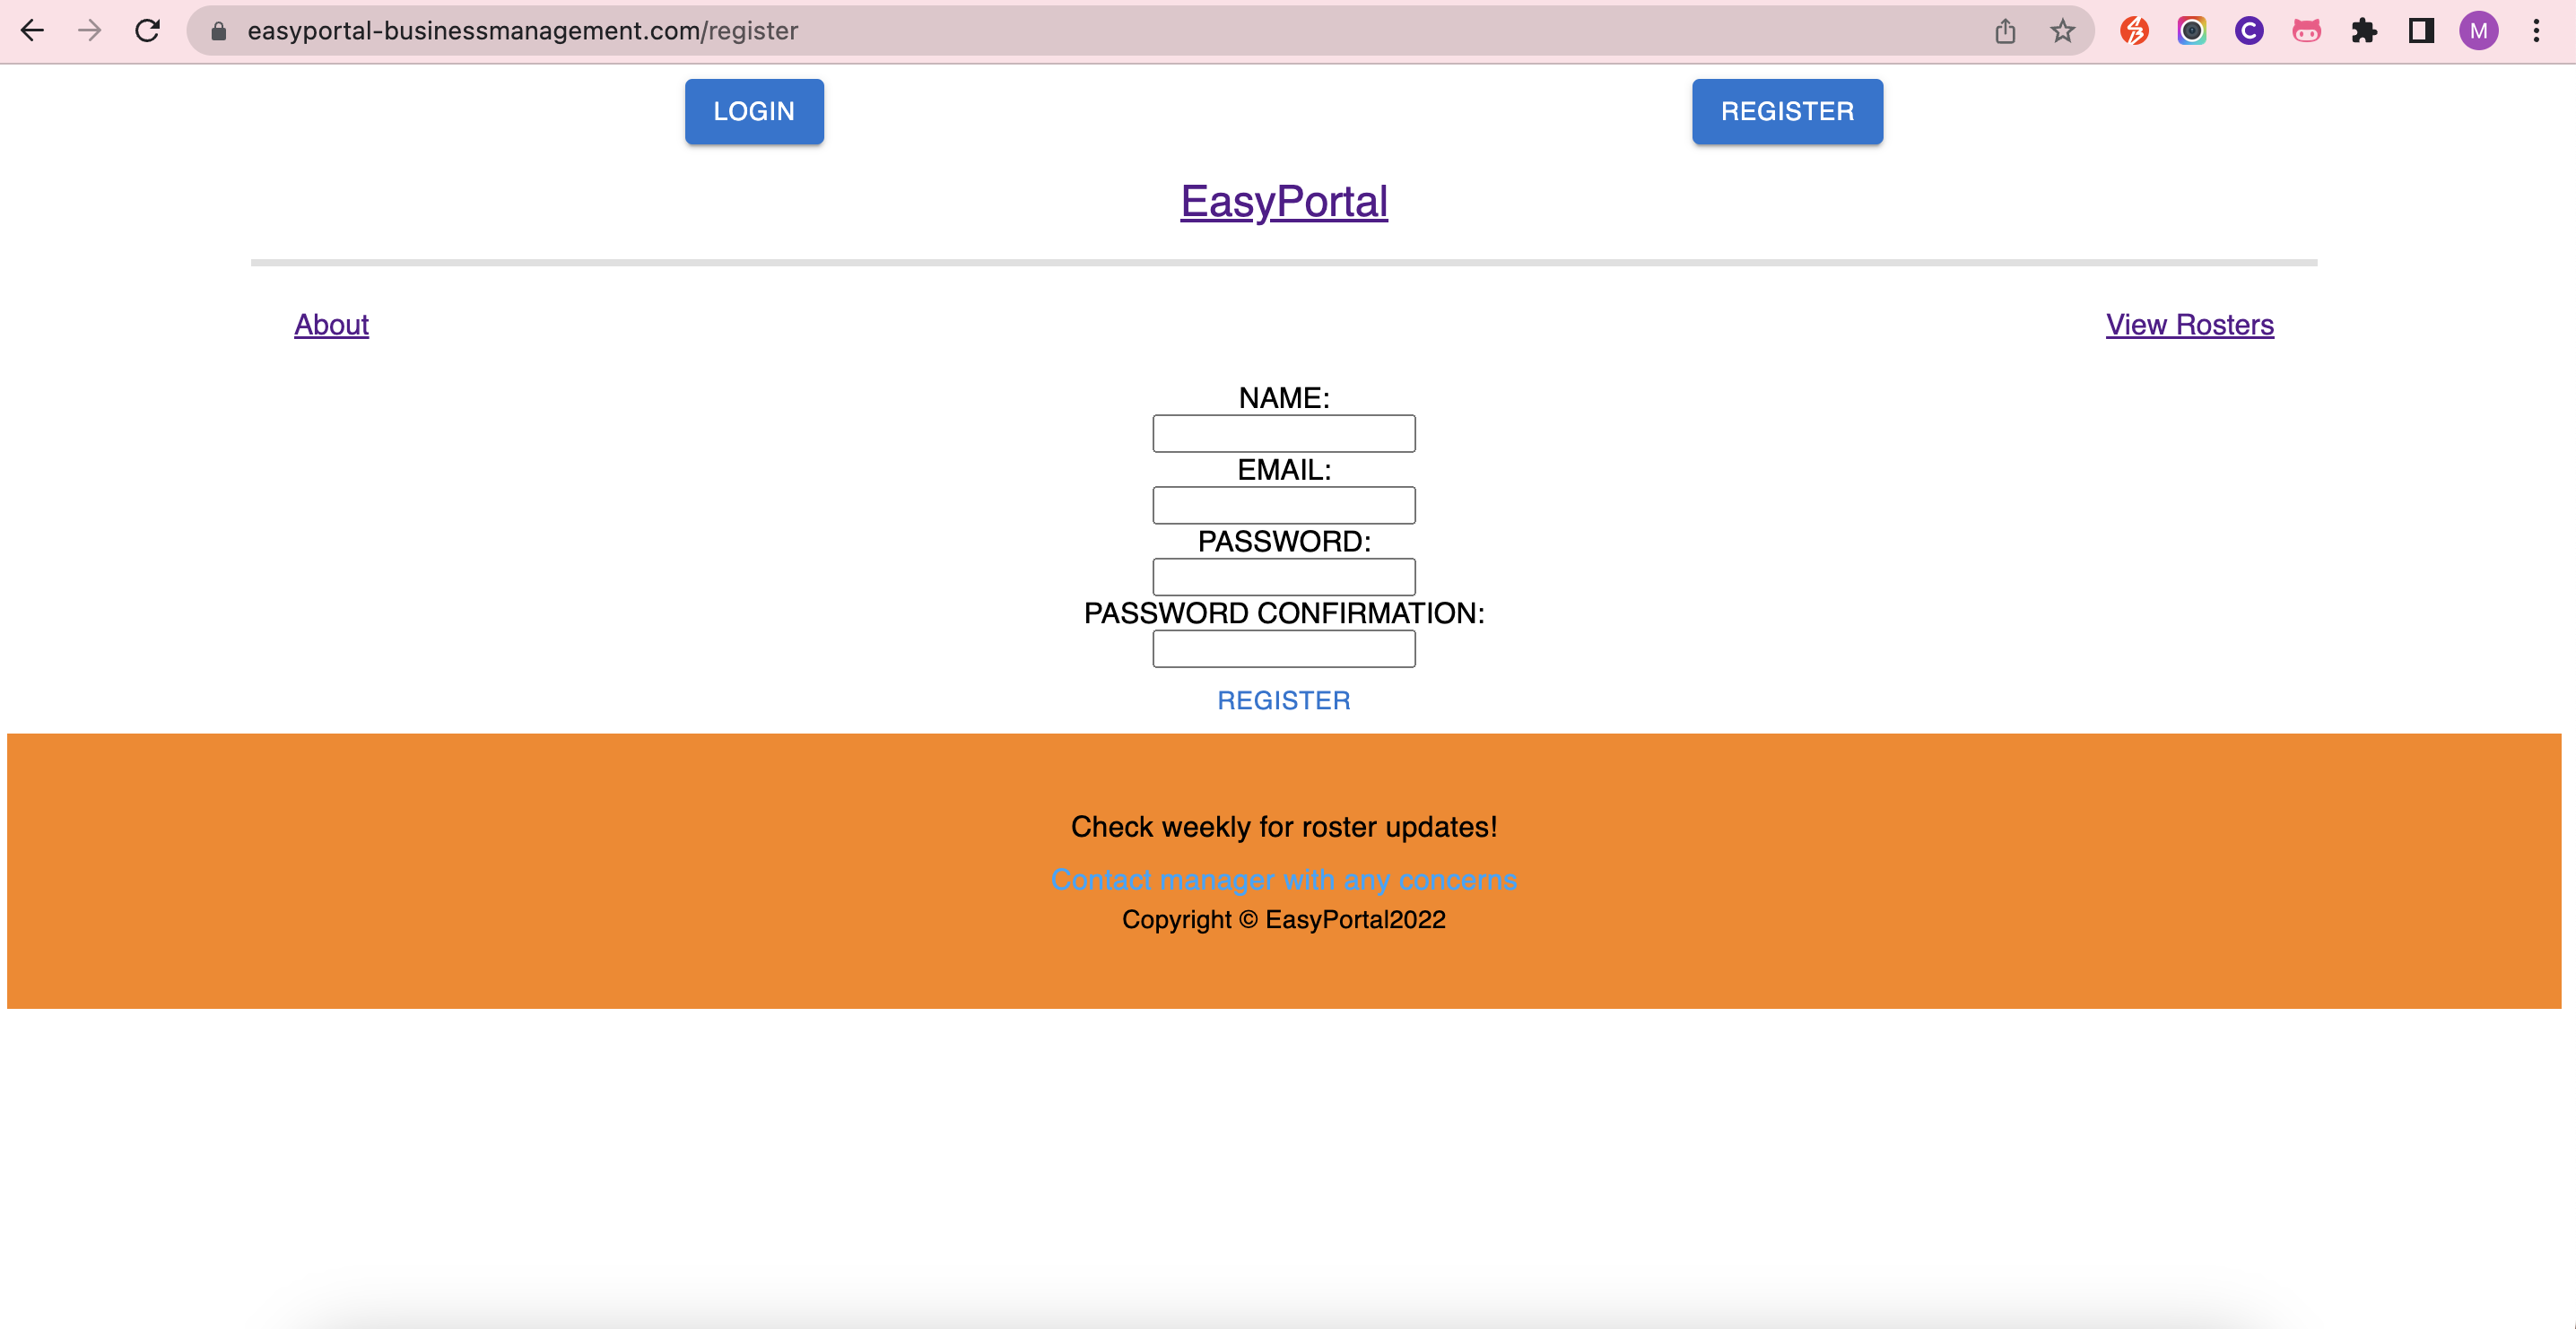 easyportal-businessmanagement.com/register
M
LOGIN
REGISTER
EasyPortal
About
View Rosters
NAME:
EMAIL:
PASSWORD:
PASSWORD CONFIRMATION:
REGISTER
Check weekly for roster updates!
Contact manager with any concerns
Copyright © EasyPortal2022